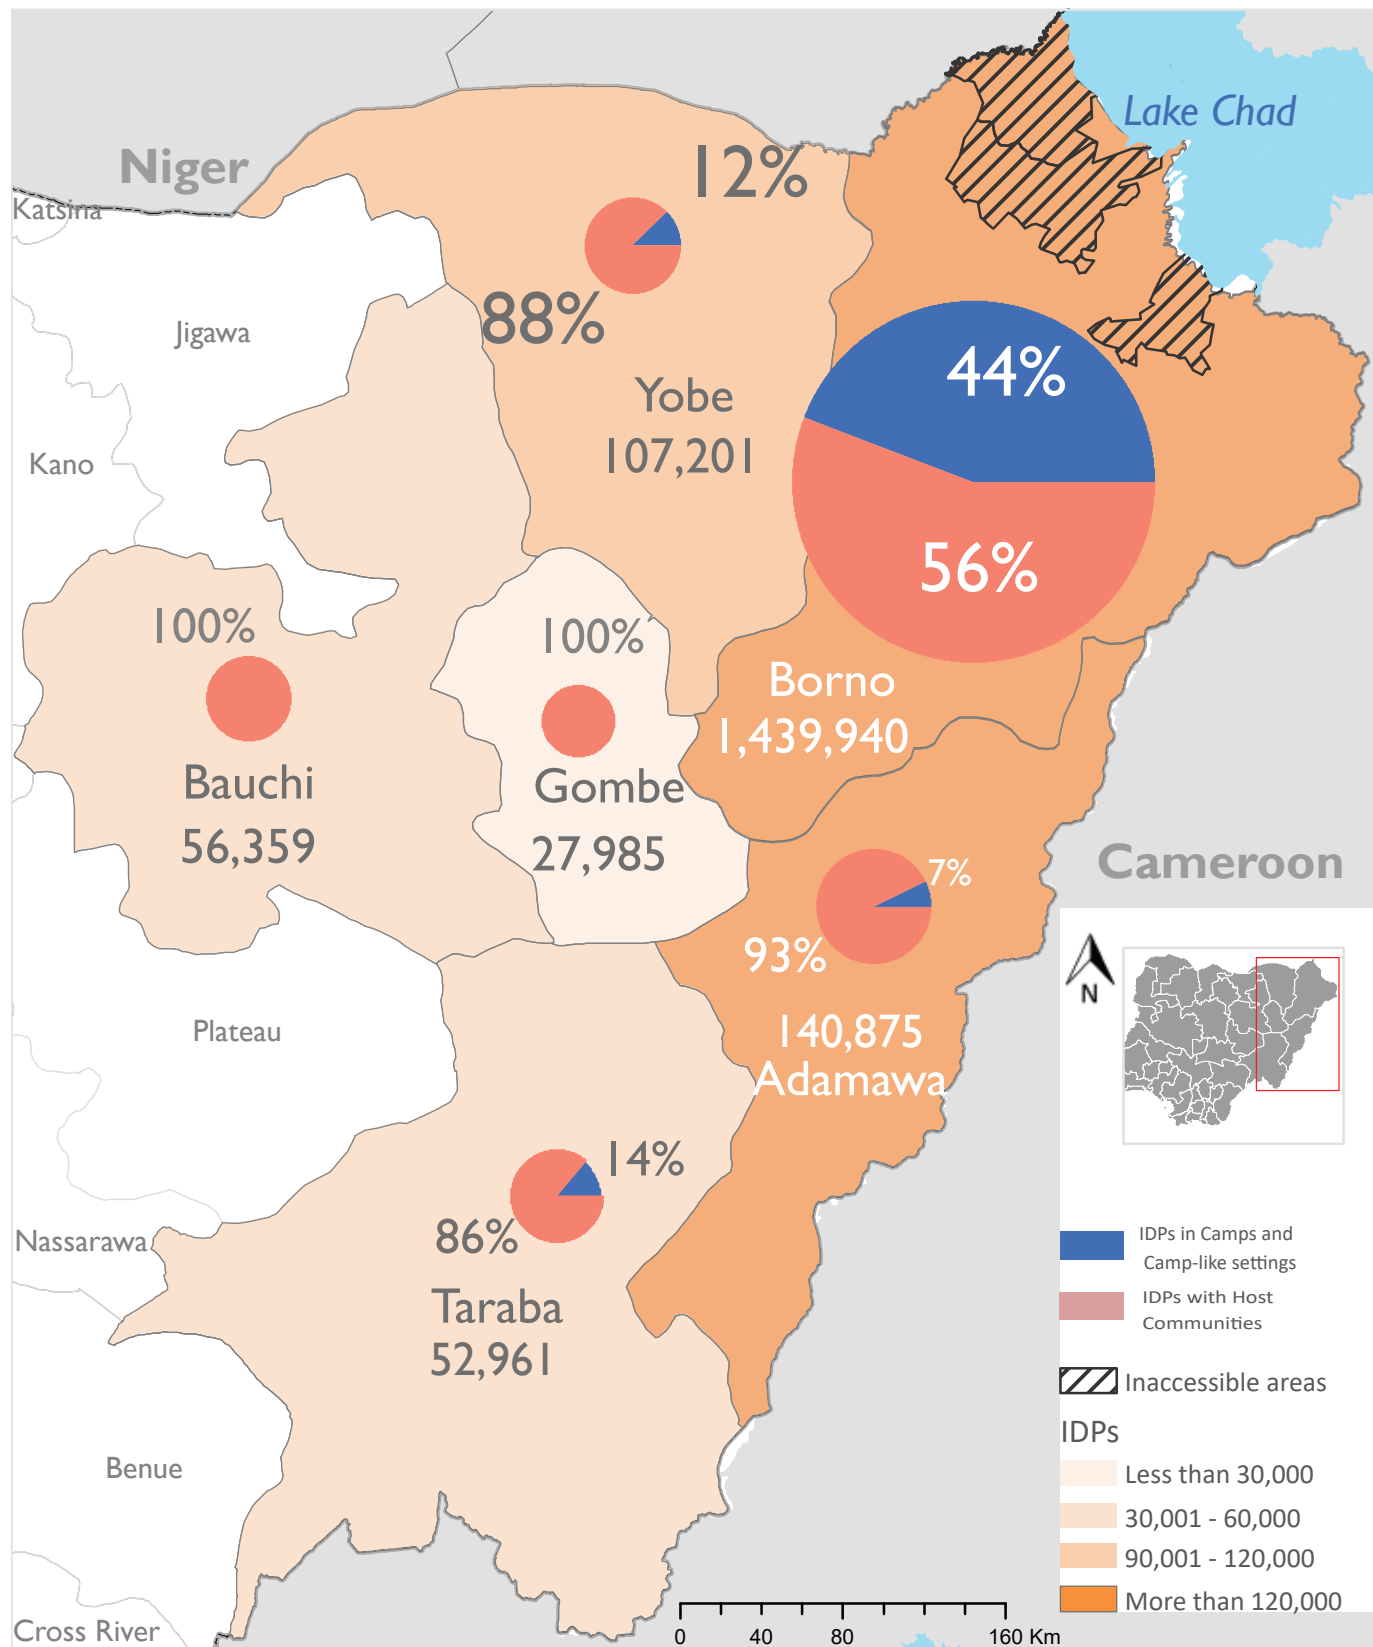 Lake Chad
Niger
12%
Katsina
88%
Jigawa
44%
Yobe
107,201
Kano
56%
100%
100%
Borno
1,439,940
Bauchi
56,359
Gombe
27,985
Cameroon
7%
93%
N
Plateau
140,875
Adamawa
14%
86%
Nassarawa
Taraba
52,961
IDPs in Camps and
Camp-like settings
IDPs with Host
Communities
Inaccessible areas
IDPs
Benue
Less than 30,000
30,001 - 60,000
90,001 - 120,000
More than 120,000
Cross River
0 40 80 160 Km